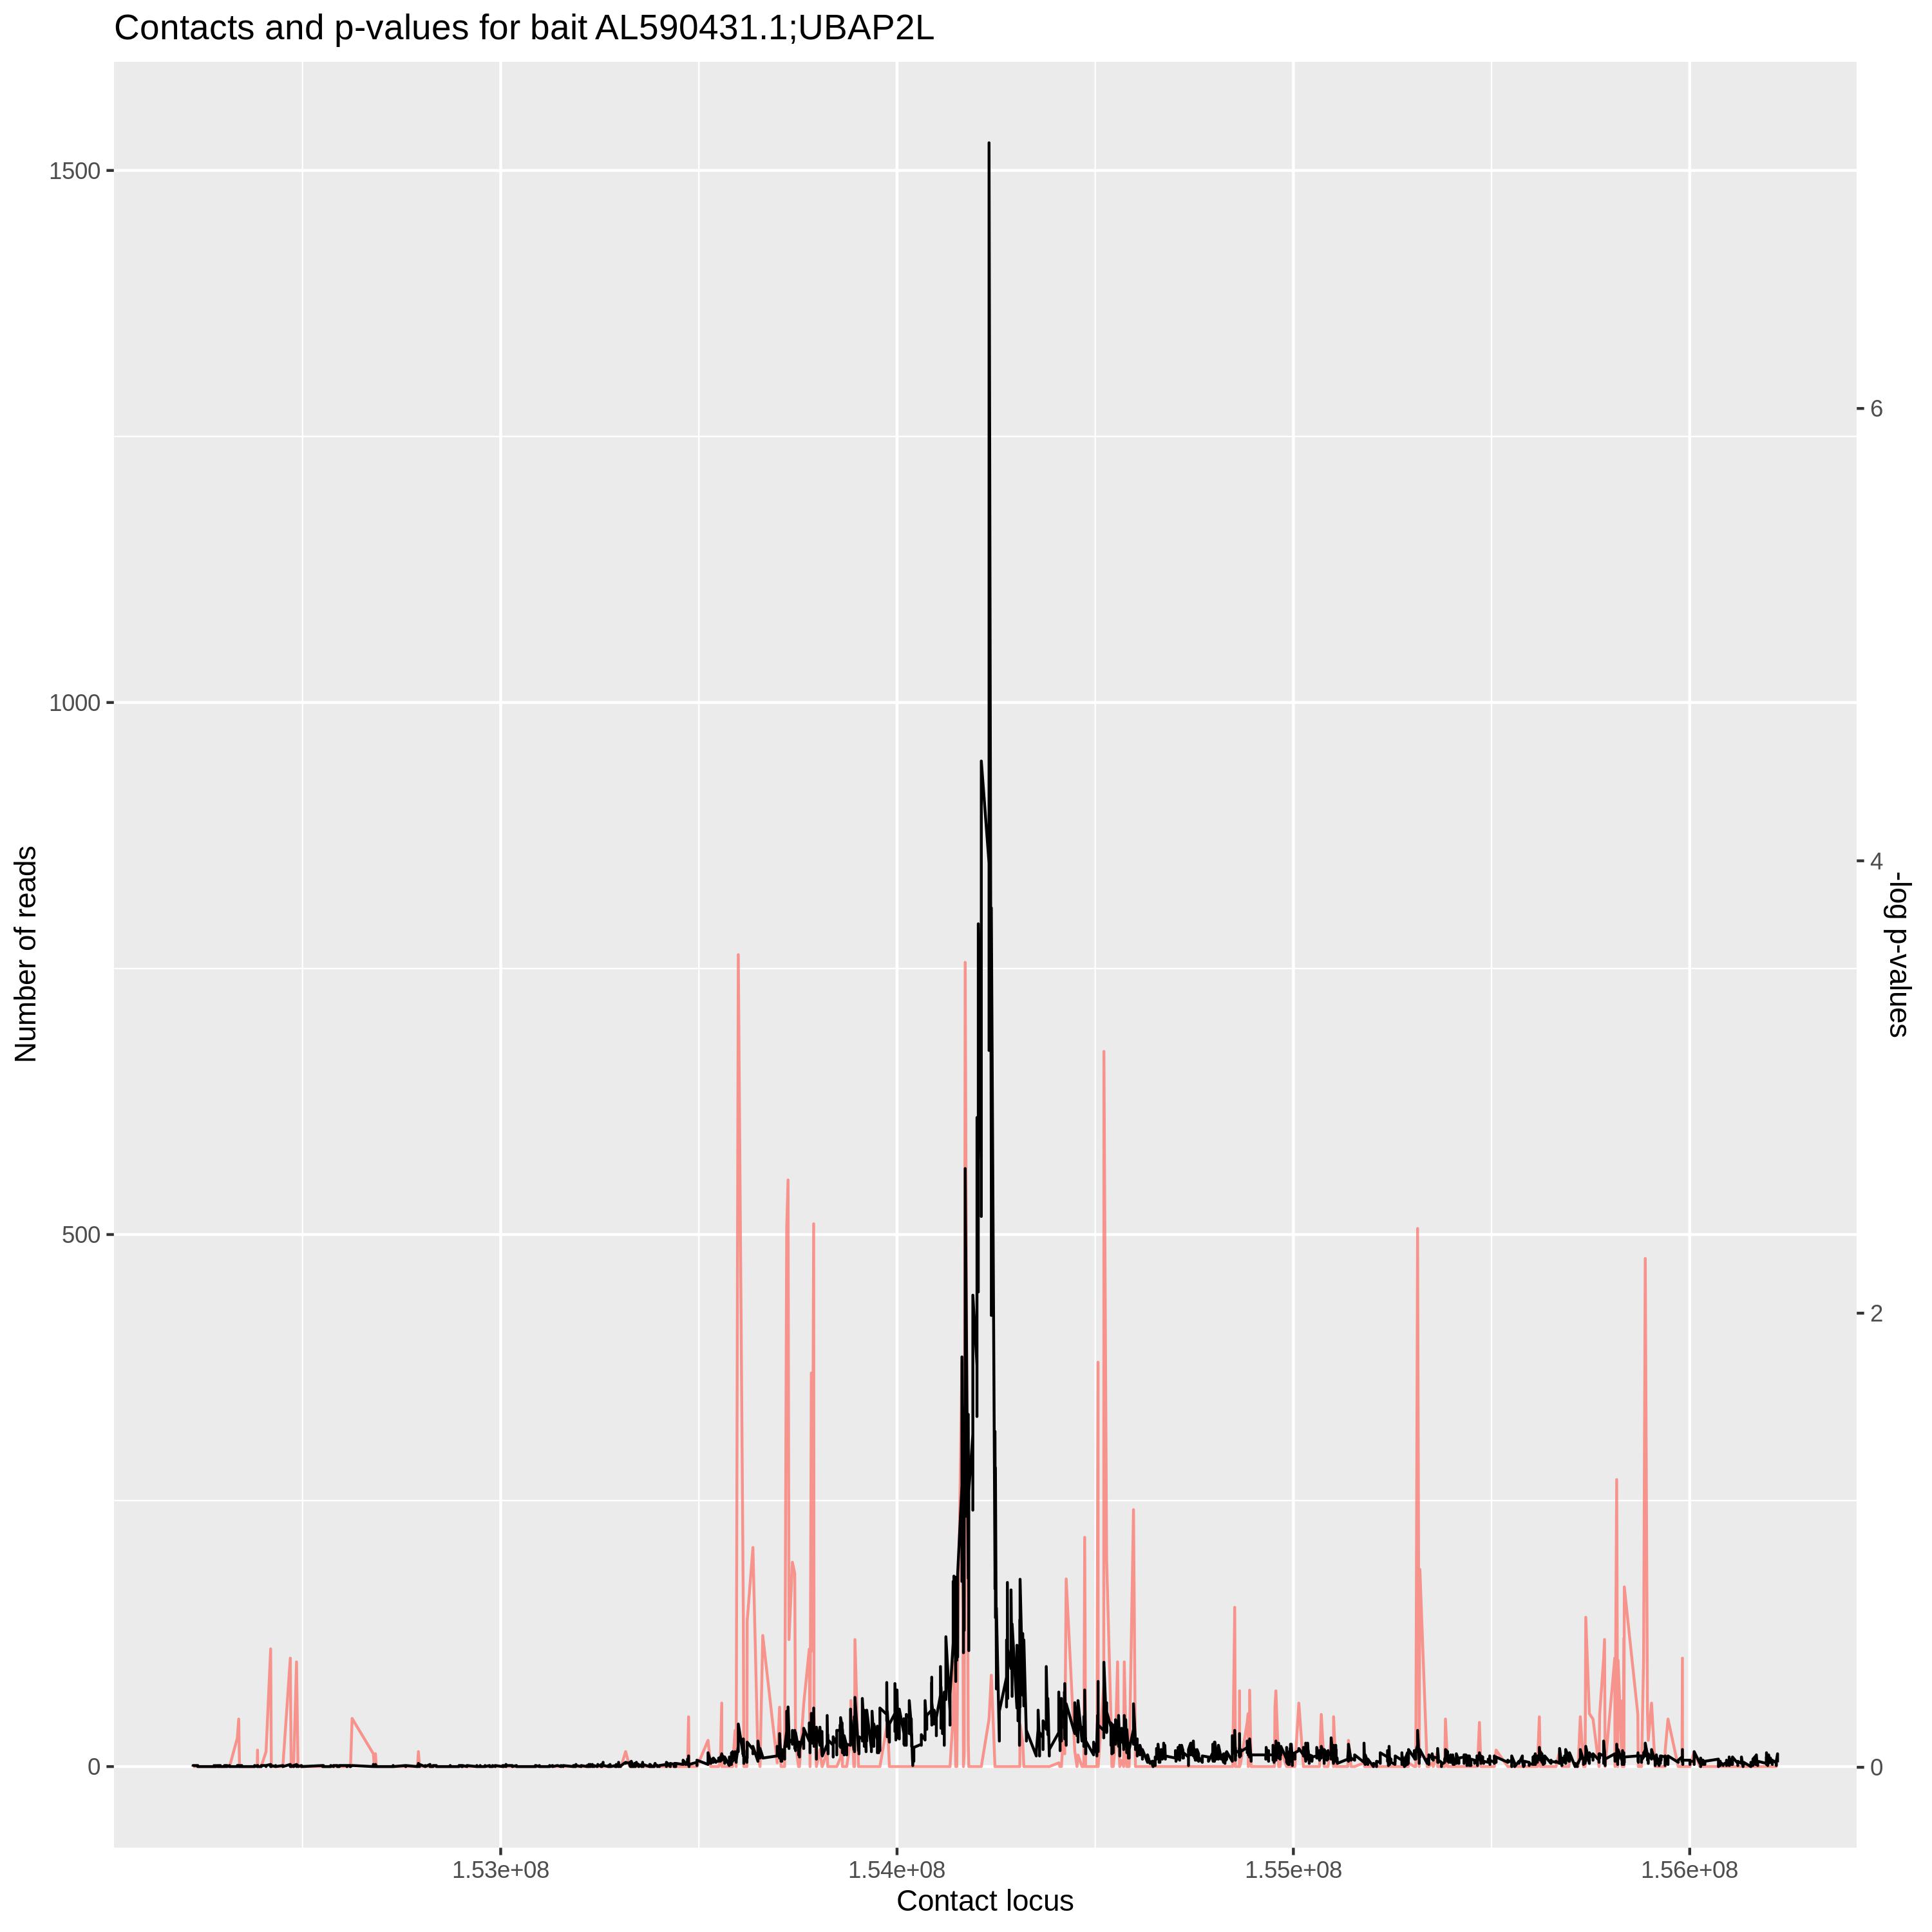 Contacts and p-values for bait AL590431.1;UBAP2L
1500
1000
500
0
Number of reads
6
4
2
0
-log p-values
1.53e+08
1.54e+08
1.55e+08
1.56e+08
Contact locus